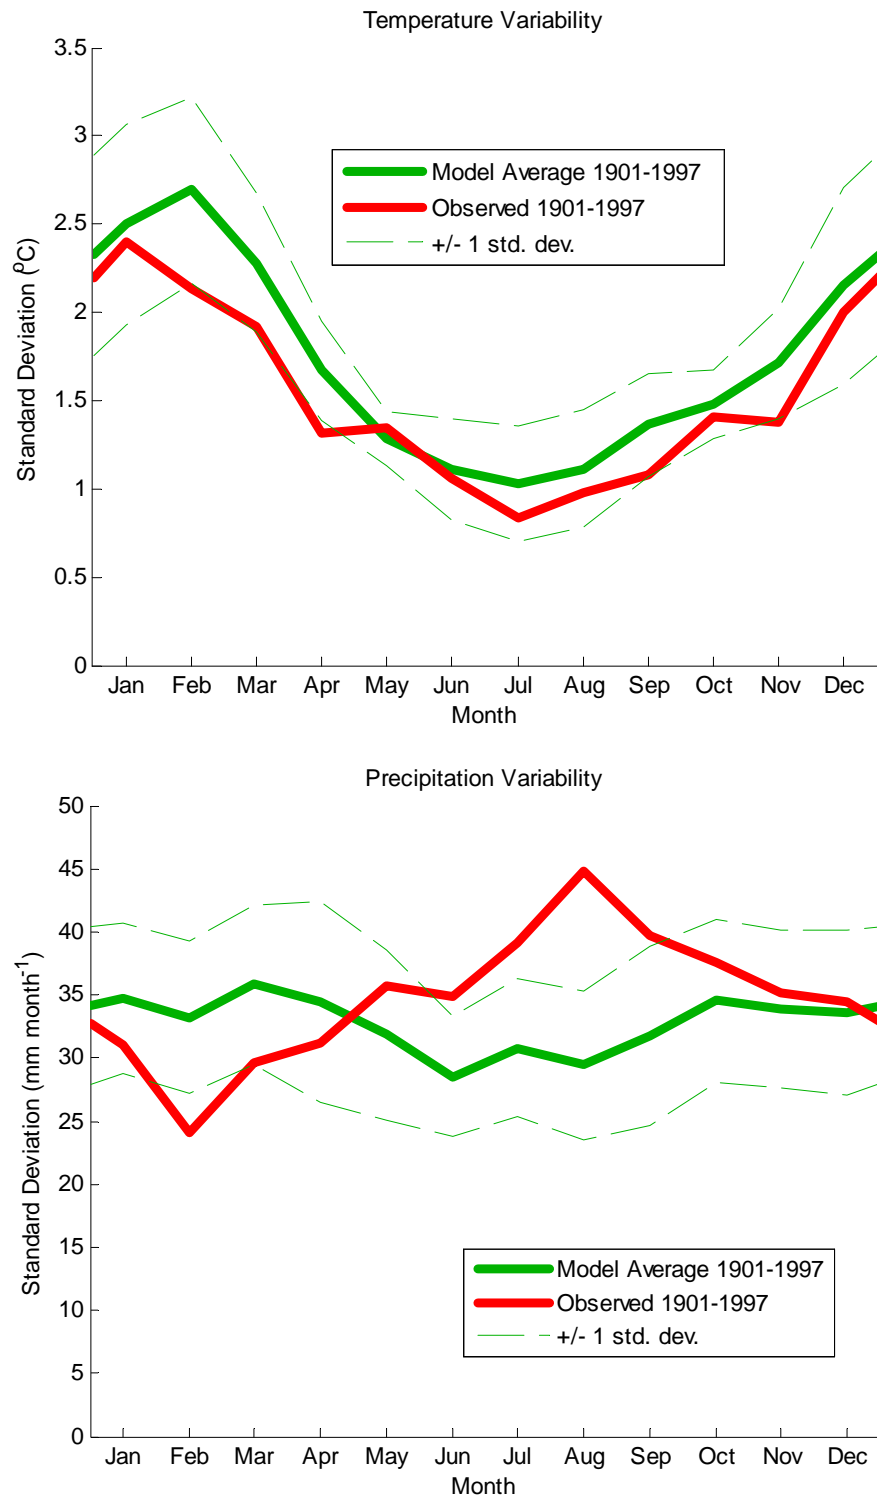 Temperature Variability
3.5
3
2.5
2
1.5
1
0.5
0
Standard Deviation (⁰C)
Model Average 1901-1997
Observed 1901-1997
+/- 1 std. dev.
Jan Feb Mar Apr May Jun Jul Aug Sep Oct Nov Dec
Month
Precipitation Variability
50
45
40
35
30
25
20
15
10
5
0
Standard Deviation (mm month⁻¹)
Model Average 1901-1997
Observed 1901-1997
+/- 1 std. dev.
Jan Feb Mar Apr May Jun Jul Aug Sep Oct Nov Dec
Month